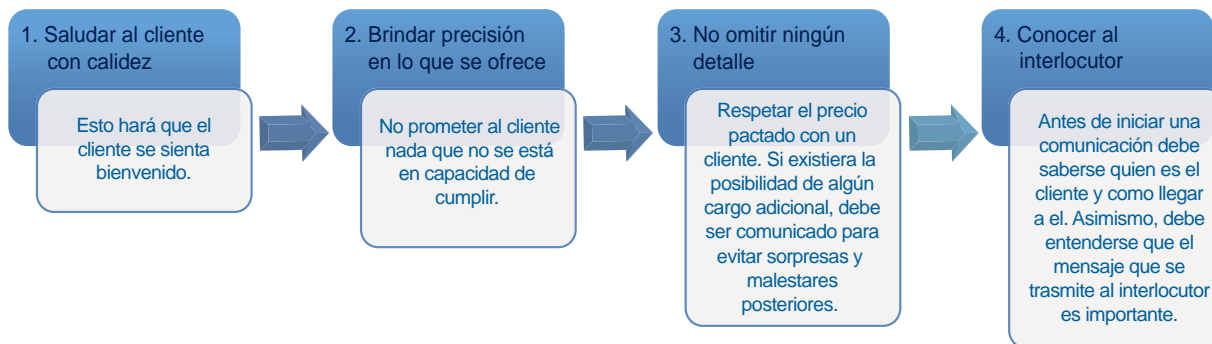 1. Saludar al cliente
con calidez
Esto hará que el
cliente se sienta
bienvenido.
2. Brindar precisión
en lo que se ofrece
No prometer al cliente
nada que no se está
en capacidad de
cumplir.
3. No omitir ningún
detalle
Respetar el precio
pactado con un
cliente. Si existiera la
posibilidad de algún
cargo adicional, debe
ser comunicado para
evitar sorpresas y
malestares
posteriores.
4. Conocer al
interlocutor
Antes de iniciar una
comunicación debe
saberse quien es el
cliente y como llegar
a el. Asimismo, debe
entenderse que el
mensaje que se
trasmite al interlocutor
es importante.